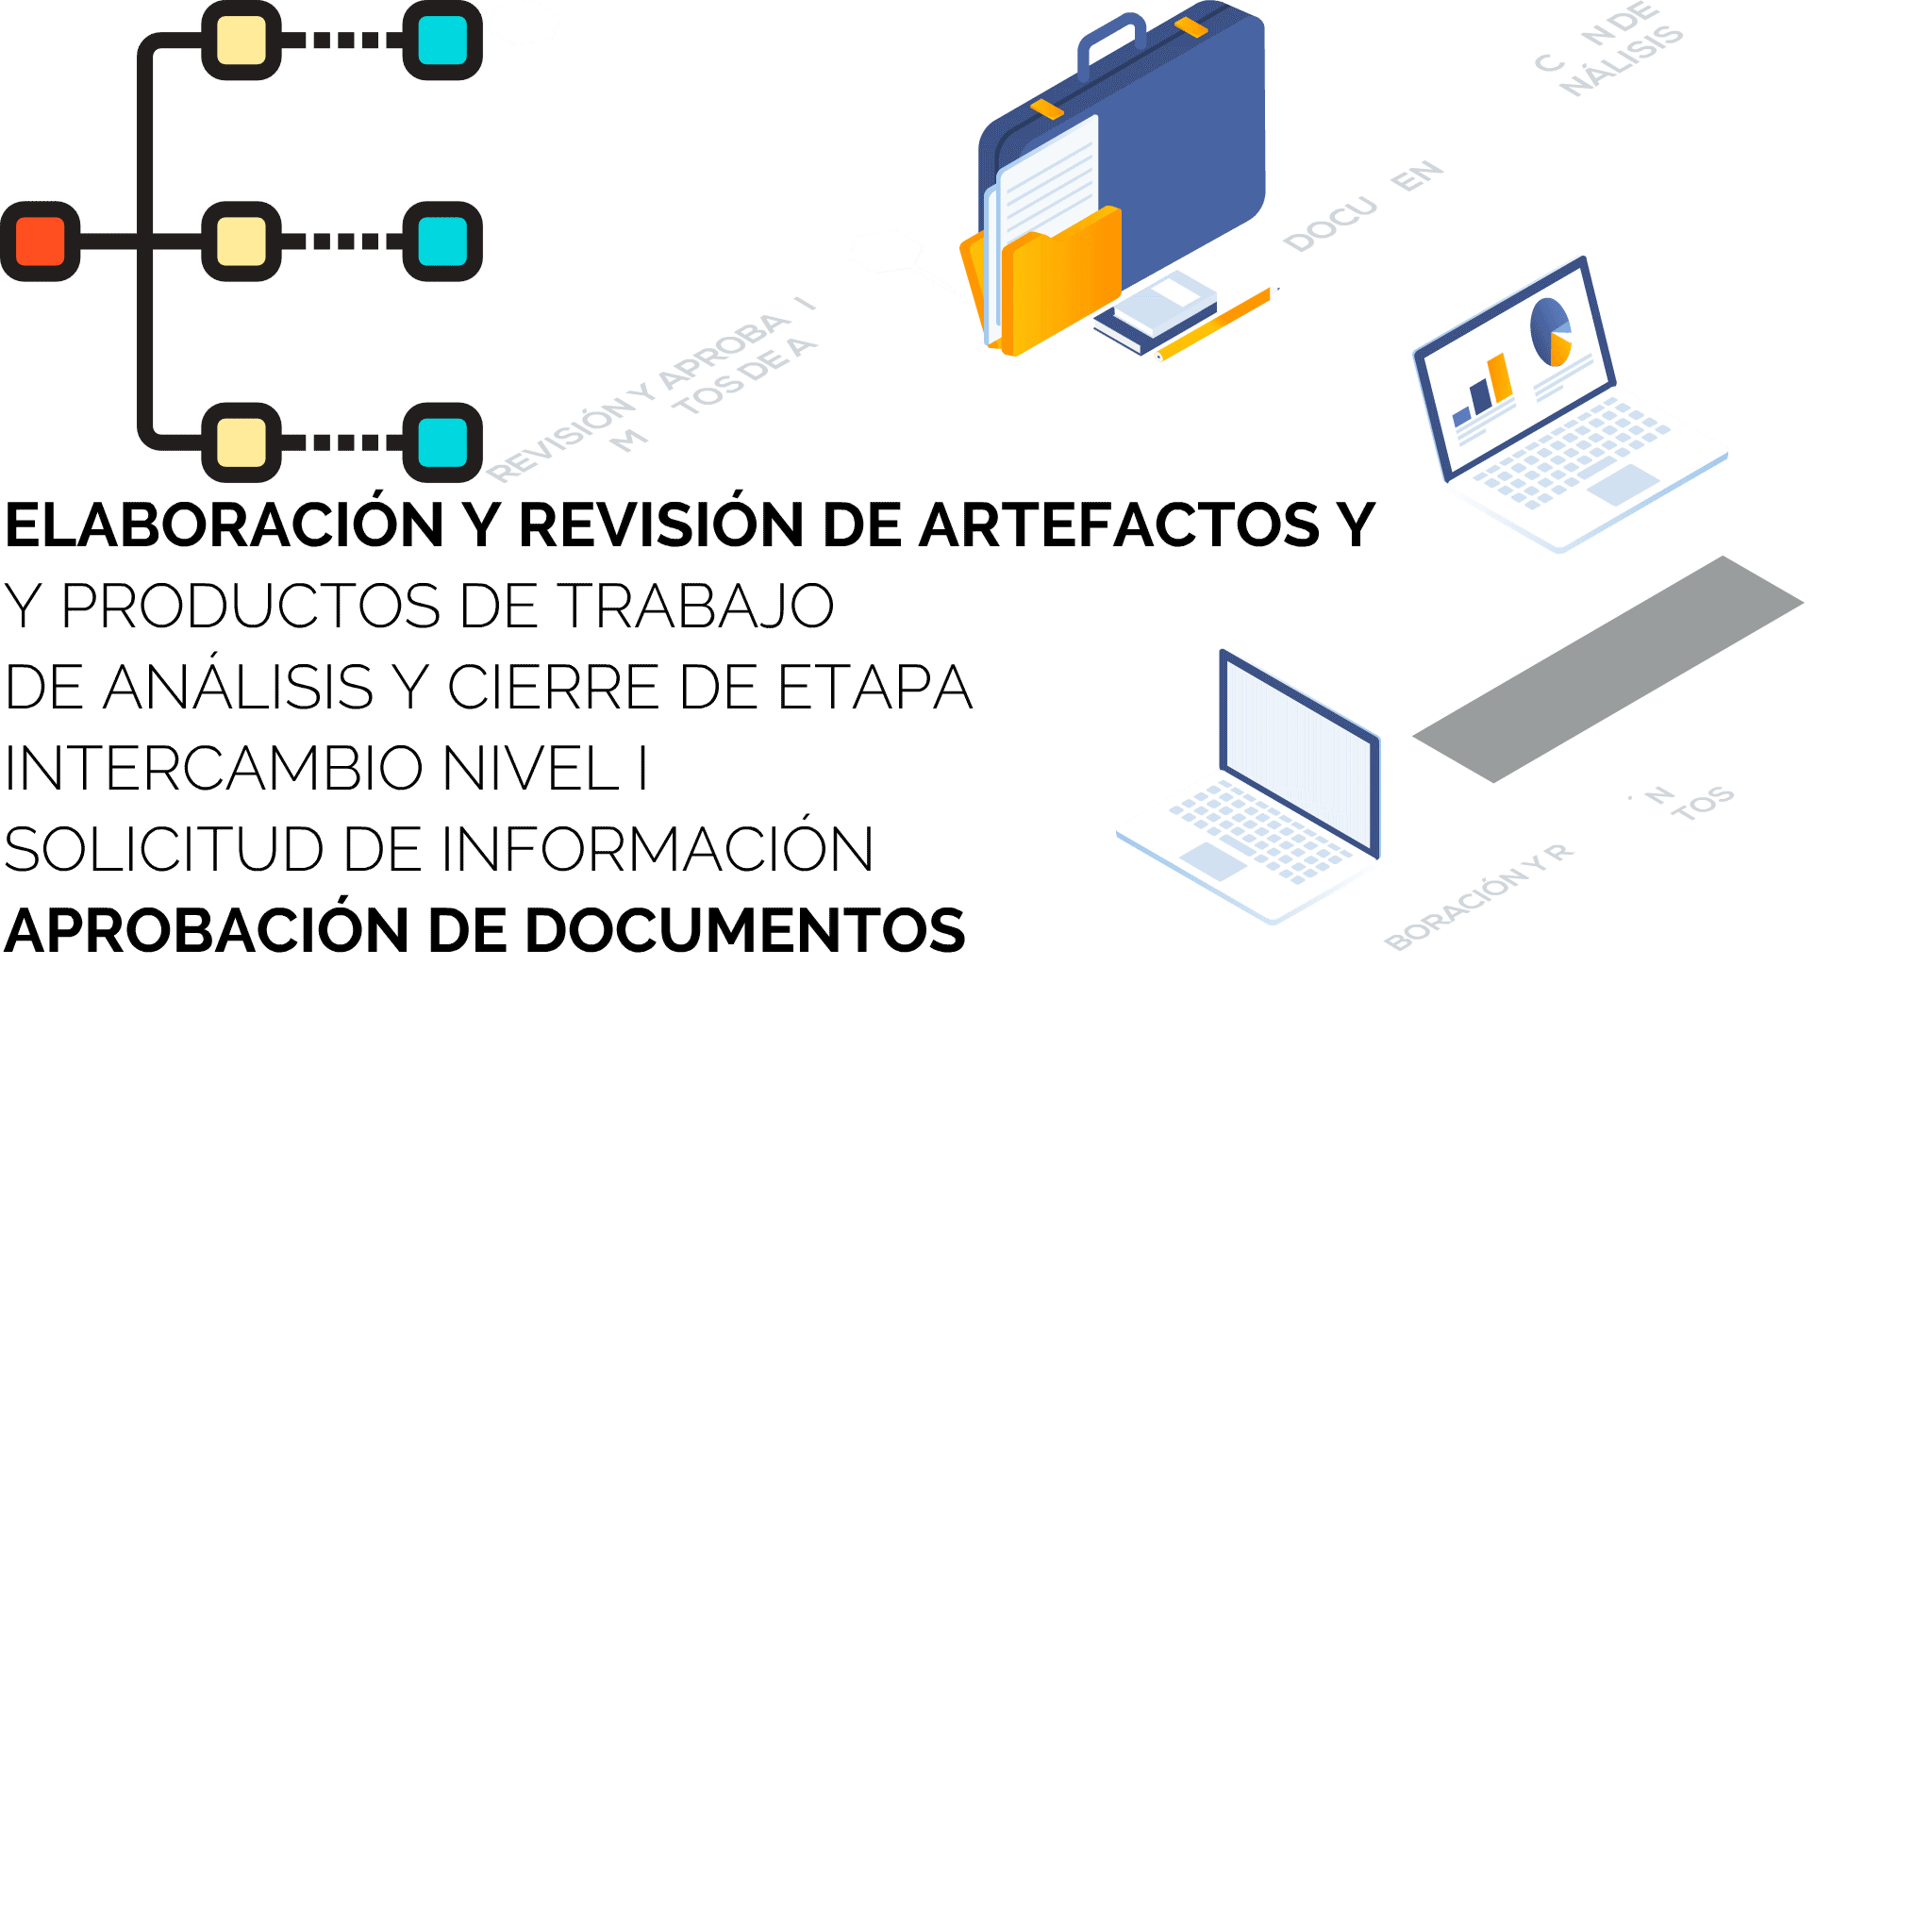 C N DE
NÁLISIS
DOCU EN
REVISIÓN Y APROBA I
M TOS DE A
ELABORACIÓN Y REVISIÓN DE ARTEFACTOS Y
Y PRODUCTOS DE TRABAJO
DE ANÁLISIS Y CIERRE DE ETAPA
INTERCAMBIO NIVEL I
SOLICITUD DE INFORMACIÓN
APROBACIÓN DE DOCUMENTOS
N
TOS
BORACIÓN Y R